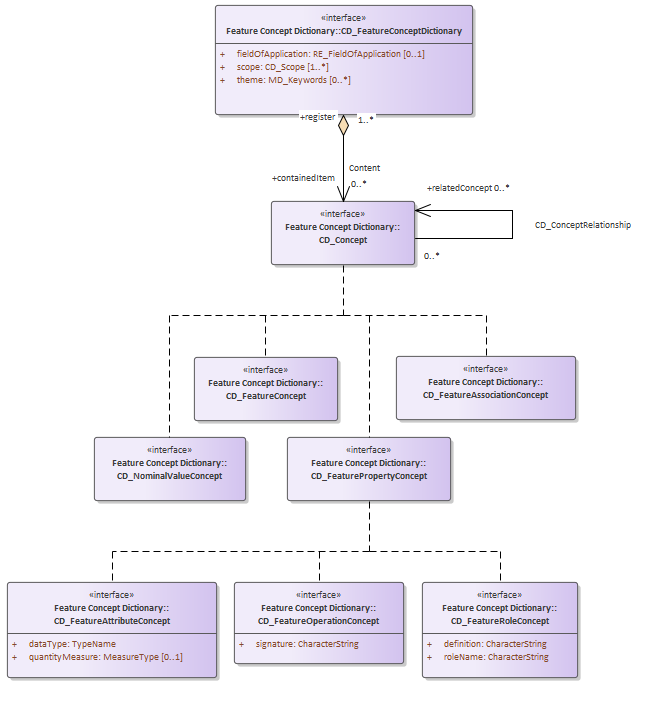 «interface»
Feature Concept Dictionary::CD_FeatureConceptDictionary
+ fieldOfApplication: RE_FieldOfApplication [0..1]
+ scope: CD_Scope [1..*]
+ theme: MD_Keywords [0..*]
+register
1..*
Content
+containedItem
0..*
+relatedConcept 0..*
«interface»
Feature Concept Dictionary::
CD_Concept
CD_ConceptRelationship
0..*
«interface»
Feature Concept Dictionary::
CD_FeatureConcept
«interface»
Feature Concept Dictionary::
CD_FeatureAssociationConcept
«interface»
Feature Concept Dictionary::
CD_NominalValueConcept
«interface»
Feature Concept Dictionary::
CD_FeaturePropertyConcept
«interface»
Feature Concept Dictionary::
CD_FeatureAttributeConcept
+ dataType: TypeName
+ quantityMeasure: MeasureType [0..1]
«interface»
Feature Concept Dictionary::
CD_FeatureOperationConcept
+ signature: CharacterString
«interface»
Feature Concept Dictionary::
CD_FeatureRoleConcept
+ definition: CharacterString
+ roleName: CharacterString